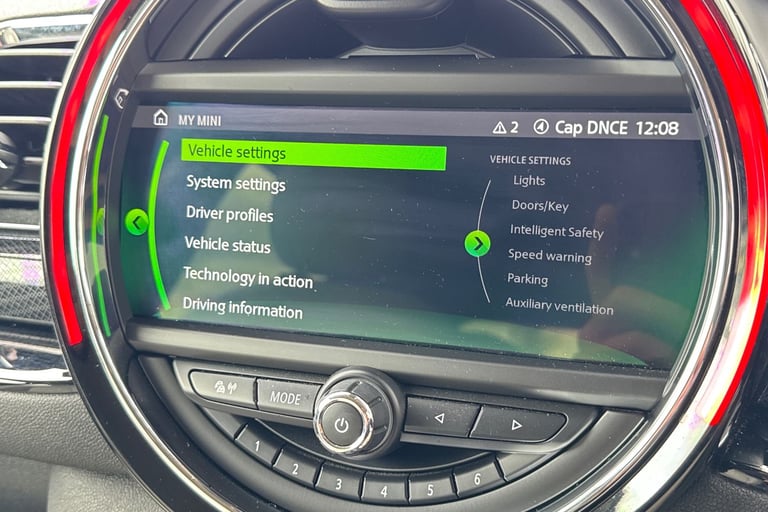 MY MINI
2 Cap DNCE 12:08
Vehicle settings
System settings
Driver profiles
Vehicle status
Technology in action
Driving information
VEHICLE SETTINGS
Lights
Doors/Key
Intelligent Safety
Speed warning
Parking
Auxiliary ventilation
MODE
1 2 3 4 5 6